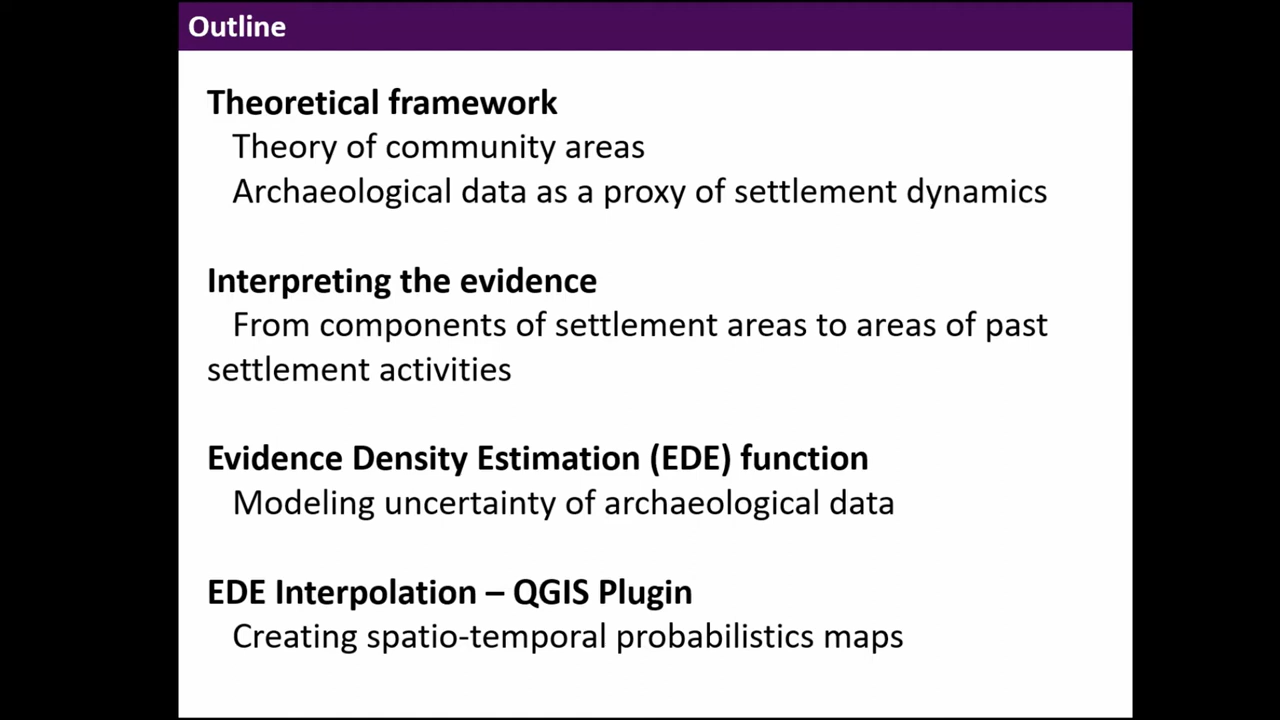 Outline
Theoretical framework
Theory of community areas
Archaeological data as a proxy of settlement dynamics
Interpreting the evidence
From components of settlement areas to areas of past
settlement activities
Evidence Density Estimation (EDE) function
Modeling uncertainty of archaeological data
EDE Interpolation – QGIS Plugin
Creating spatio-temporal probabilistics maps